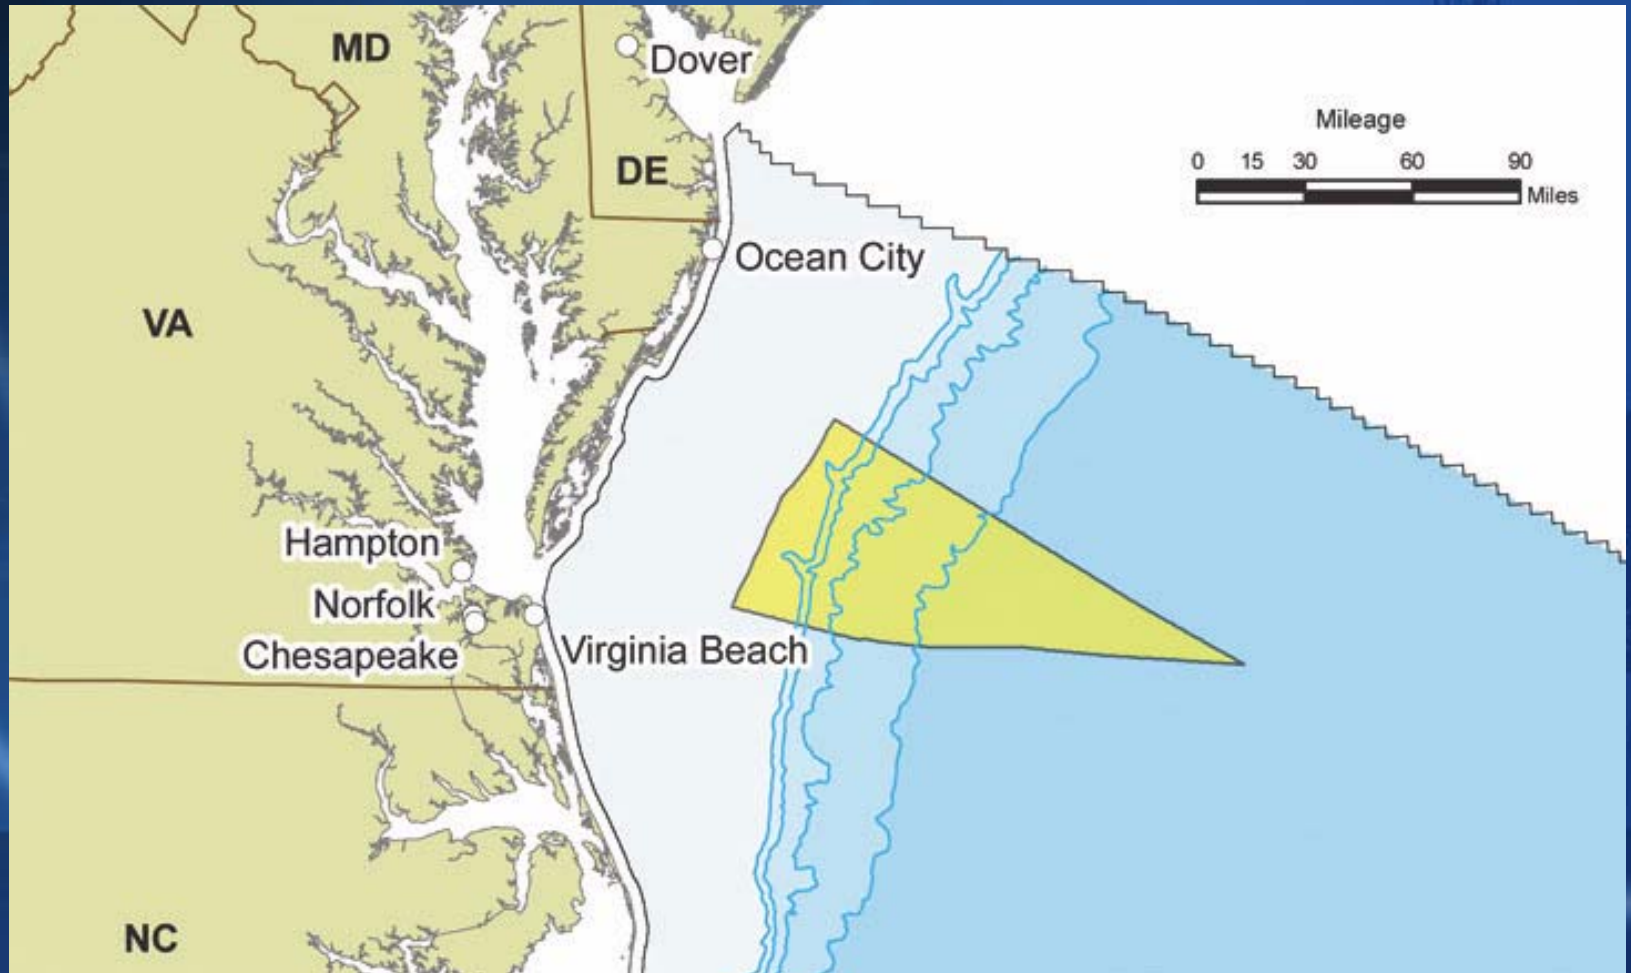 MD
Dover
Mileage
0 15 30 60 90
Miles
DE
Ocean City
VA
Hampton
Norfolk
Chesapeake
Virginia Beach
NC